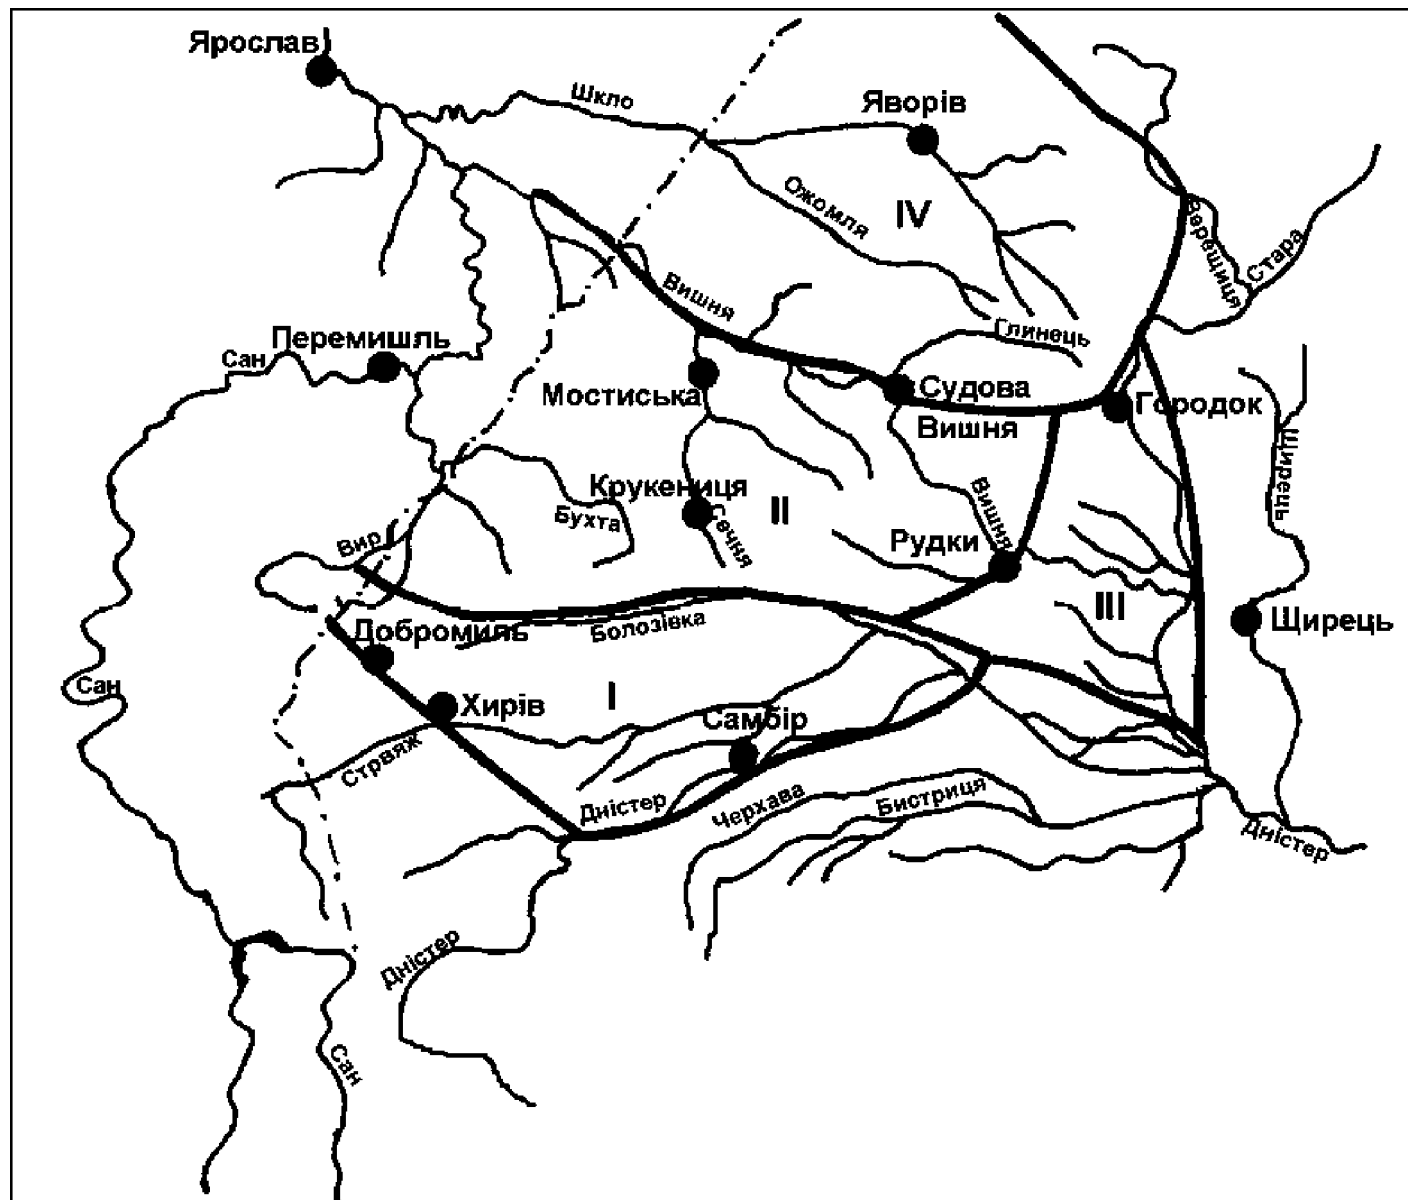 Ярослав
Шкло
Яворів
Ожомля
IV
Верещиця
Стара
Вишня
Глинець
Перемишль
Сан
Мостиська
Судова
Вишня
Городок
Щирець
Крукениця
Бухта
Сечня
II
Вишня
Рудки
Вир
III
Болозівка
Добромиль
Щирець
Сан
Хирів
I
Самбір
Стрвяж
Дністер
Черхава
Бистриця
Дністер
Дністер
Сан